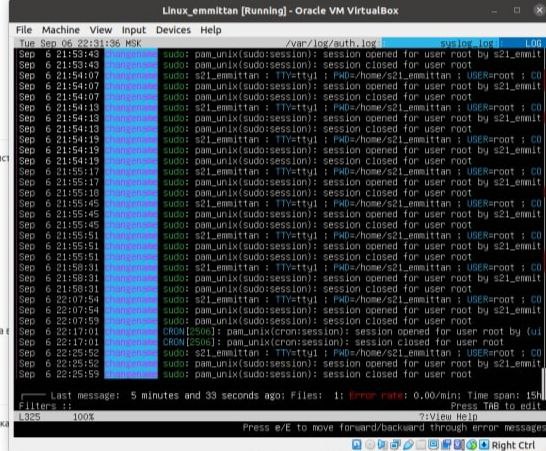 Linux_emmittan [Running] - Oracle VM VirtualBox
File Machine View Input Devices Help
Tue Sep 06 22:31:36 MSK /var/log/auth.log syslog_log LOG
Sep 6 21:53:43 changename sudo: pam_unix(sudo:session): session opened for user root by s21_emmit
Sep 6 21:53:43 changename sudo: pam_unix(sudo:session): session closed for user root
Sep 6 21:54:07 changename sudo: s21_emmittan : TTY=tty1 ; PWD=/home/s21_emmittan ; USER=root ; CO
Sep 6 21:54:07 changename sudo: pam_unix(sudo:session): session opened for user root by s21_emmit
Sep 6 21:54:07 changename sudo: pam_unix(sudo:session): session closed for user root
Sep 6 21:54:13 changename sudo: s21_emmittan : TTY=tty1 ; PWD=/home/s21_emmittan ; USER=root ; CO
Sep 6 21:54:13 changename sudo: pam_unix(sudo:session): session opened for user root by s21_emmit
Sep 6 21:54:13 changename sudo: pam_unix(sudo:session): session closed for user root
Sep 6 21:54:19 changename sudo: s21_emmittan : TTY=tty1 ; PWD=/home/s21_emmittan ; USER=root ; CO
Sep 6 21:54:19 changename sudo: pam_unix(sudo:session): session opened for user root by s21_emmit
Sep 6 21:54:19 changename sudo: pam_unix(sudo:session): session closed for user root
Sep 6 21:55:17 changename sudo: s21_emmittan : TTY=tty1 ; PWD=/home/s21_emmittan ; USER=root ; CO
Sep 6 21:55:17 changename sudo: pam_unix(sudo:session): session opened for user root by s21_emmit
Sep 6 21:55:18 changename sudo: pam_unix(sudo:session): session closed for user root
Sep 6 21:55:45 changename sudo: s21_emmittan : TTY=tty1 ; PWD=/home/s21_emmittan ; USER=root ; CO
Sep 6 21:55:45 changename sudo: pam_unix(sudo:session): session opened for user root by s21_emmit
Sep 6 21:55:45 changename sudo: pam_unix(sudo:session): session closed for user root
Sep 6 21:55:51 changename sudo: s21_emmittan : TTY=tty1 ; PWD=/home/s21_emmittan ; USER=root ; CO
Sep 6 21:55:51 changename sudo: pam_unix(sudo:session): session opened for user root by s21_emmit
Sep 6 21:55:51 changename sudo: pam_unix(sudo:session): session closed for user root
Sep 6 21:58:31 changename sudo: s21_emmittan : TTY=tty1 ; PWD=/home/s21_emmittan ; USER=root ; CO
Sep 6 21:58:31 changename sudo: pam_unix(sudo:session): session opened for user root by s21_emmit
Sep 6 21:58:31 changename sudo: pam_unix(sudo:session): session closed for user root
Sep 6 22:07:54 changename sudo: s21_emmittan : TTY=tty1 ; PWD=/home/s21_emmittan ; USER=root ; CO
Sep 6 22:07:54 changename sudo: pam_unix(sudo:session): session opened for user root by s21_emmit
Sep 6 22:07:59 changename sudo: pam_unix(sudo:session): session closed for user root
Sep 6 22:17:01 changename CRON[2506]: pam_unix(cron:session): session opened for user root by (ui
Sep 6 22:17:01 changename CRON[2506]: pam_unix(cron:session): session closed for user root
Sep 6 22:25:52 changename sudo: s21_emmittan : TTY=tty1 ; PWD=/home/s21_emmittan ; USER=root ; CO
Sep 6 22:25:52 changename sudo: pam_unix(sudo:session): session opened for user root by s21_emmit
Sep 6 22:25:59 changename sudo: pam_unix(sudo:session): session closed for user root
Last message: 5 minutes and 33 seconds ago; Files: 1; Error rate: 0.00/min; Time span: 15h
Filters :: Press TAB to edit
L325 100% ?:View Help
Press e/E to move forward/backward through error messages
Right Ctrl